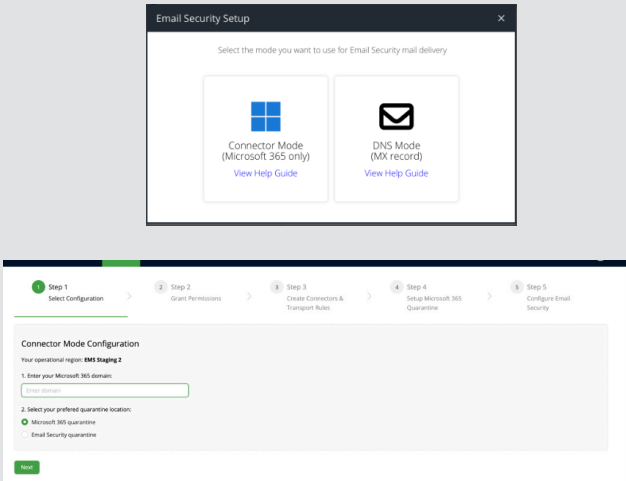 Email Security Setup
×
Select the mode you want to use for Email Security mail delivery
Connector Mode
(Microsoft 365 only)
View Help Guide
DNS Mode
(MX record)
View Help Guide
1 Step 1
Select Configuration
2 Step 2
Grant Permissions
3 Step 3
Create Connectors &
Transport Rules
4 Step 4
Setup Microsoft 365
Quarantine
5 Step 5
Configure Email
Security
Connector Mode Configuration
Your operational region: EMS Staging 2
1. Enter your Microsoft 365 domain:
Enter domain
2. Select your prefered quarantine location:
Microsoft 365 quarantine
Email Security quarantine
Next